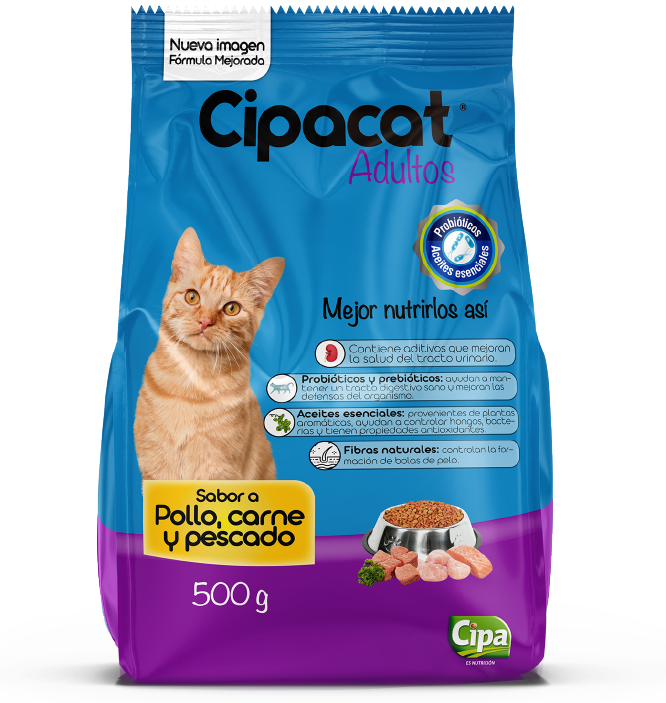 Nueva imagen
Fórmula Mejorada
Cipacat®
Adultos
Probióticos
Aceites esenciales
Mejor nutrirlos así
Contiene aditivos que mejoran
la salud del tracto urinario.
Probióticos y prebióticos: ayudan a man-
tener un tracto digestivo sano y mejoran las
defensas del organismo.
Aceites esenciales: provenientes de plantas
aromáticas, ayudan a controlar hongos, bacte-
rias y tienen propiedades antioxidantes.
Fibras naturales: controlan la for-
mación de bolas de pelo.
Sabor a
Pollo, carne
y pescado
500 g
Cipa
ES NUTRICIÓN